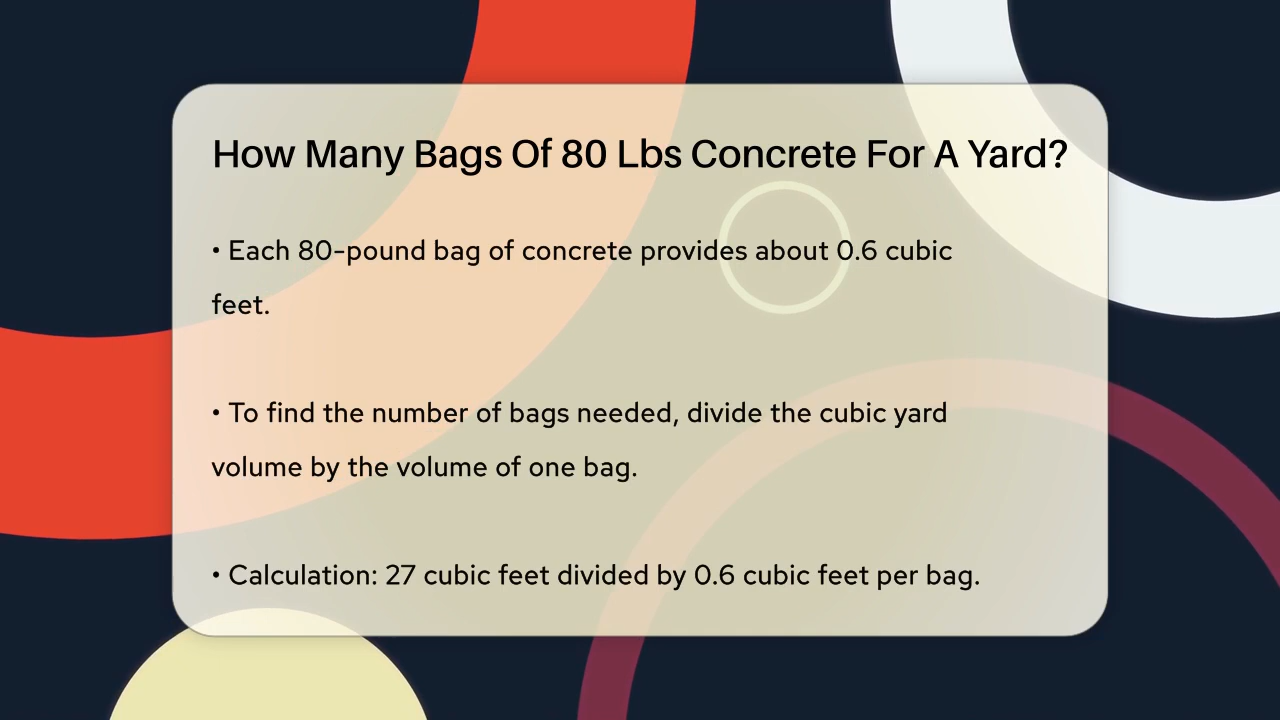 How Many Bags Of 80 Lbs Concrete For A Yard?
• Each 80-pound bag of concrete provides about 0.6 cubic
feet.
• To find the number of bags needed, divide the cubic yard
volume by the volume of one bag.
• Calculation: 27 cubic feet divided by 0.6 cubic feet per bag.